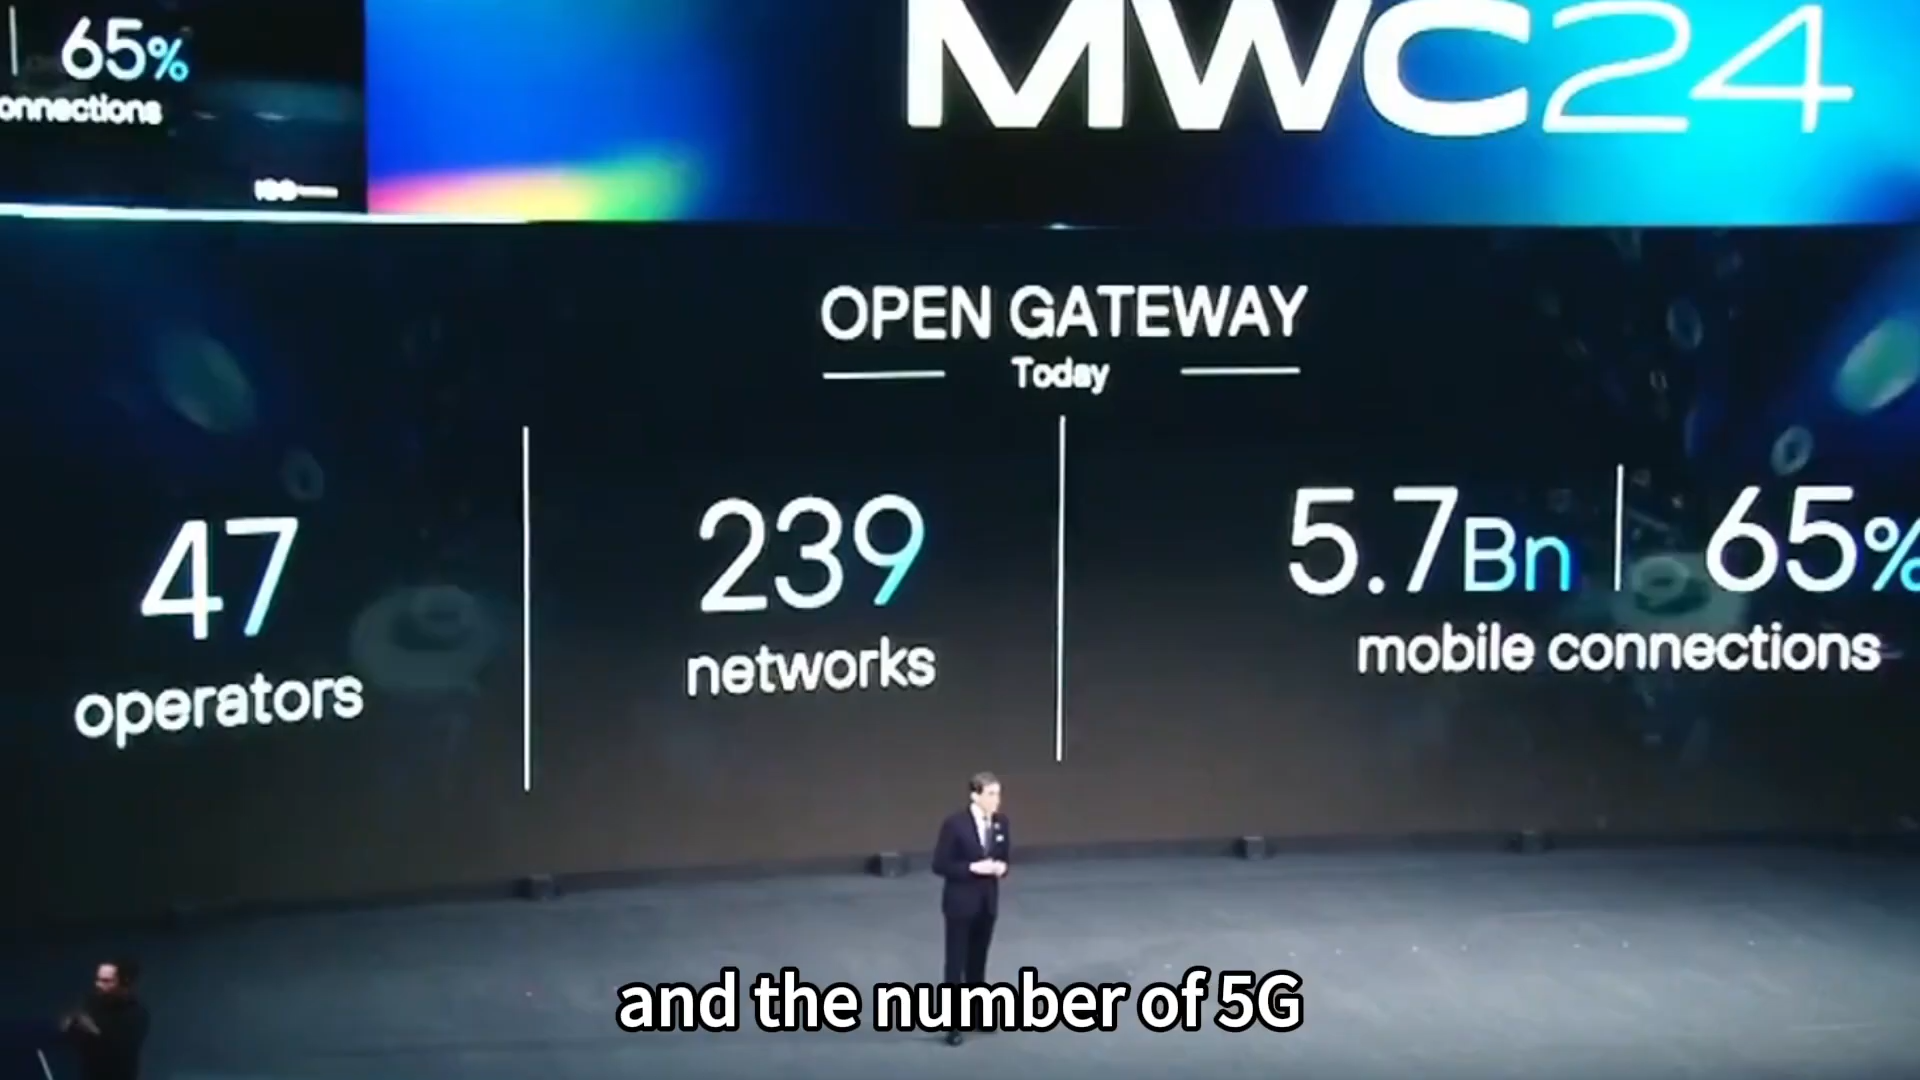 65%
onnections
MWC24
OPEN GATEWAY
Today
47
operators
239
networks
5.7Bn | 65%
mobile connections
and the number of 5G